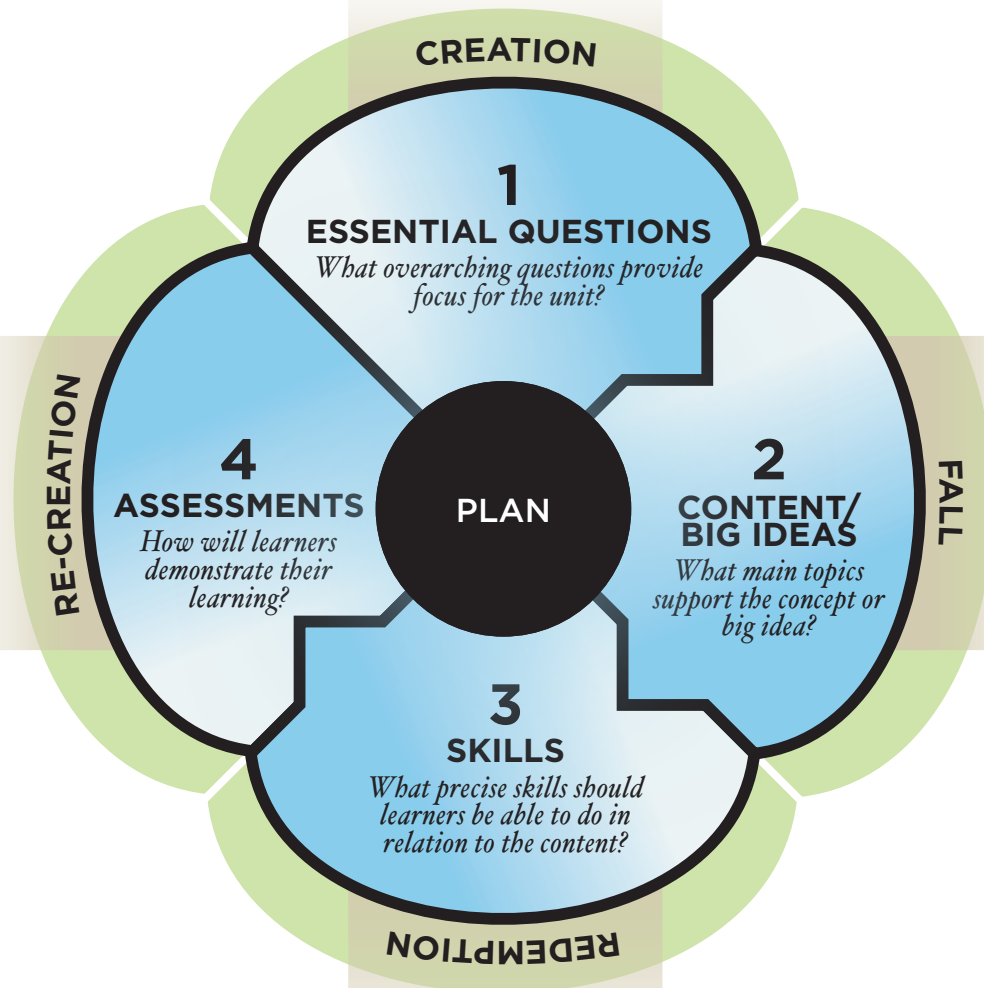 CREATION
1
ESSENTIAL QUESTIONS
What overarching questions provide
focus for the unit?
FALL
2
CONTENT/
BIG IDEAS
What main topics
support the concept or
big idea?
REDEMPTION
3
SKILLS
What precise skills should
learners be able to do in
relation to the content?
RE-CREATION
4
ASSESSMENTS
How will learners
demonstrate their
learning?
PLAN